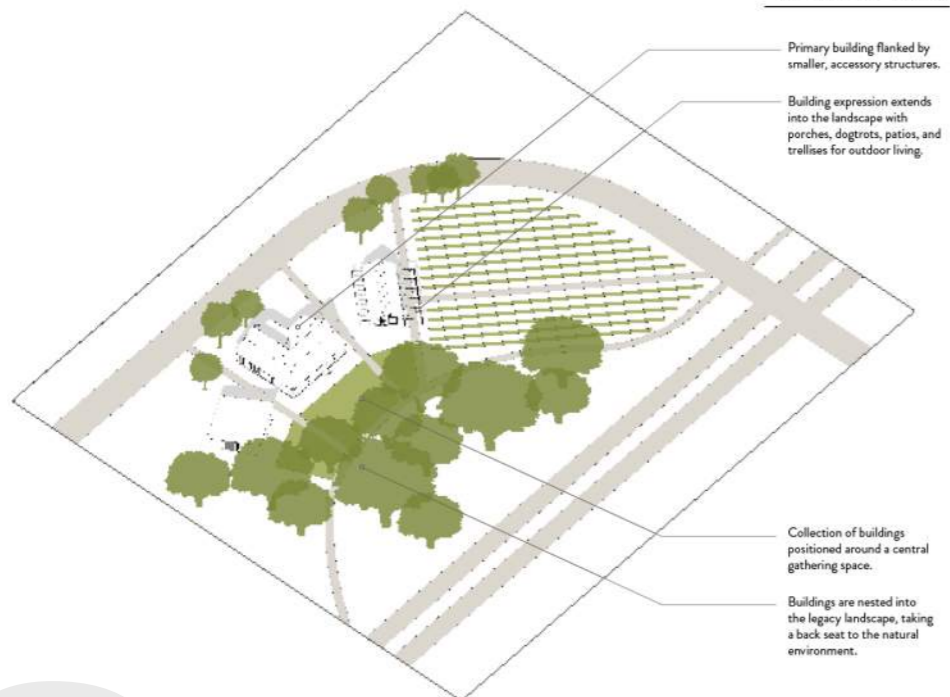 Primary building flanked by
smaller, accessory structures.
Building expression extends
into the landscape with
porches, dogtrots, patios, and
trellises for outdoor living.
Collection of buildings
positioned around a central
gathering space.
Buildings are nested into
the legacy landscape, taking
a back seat to the natural
environment.